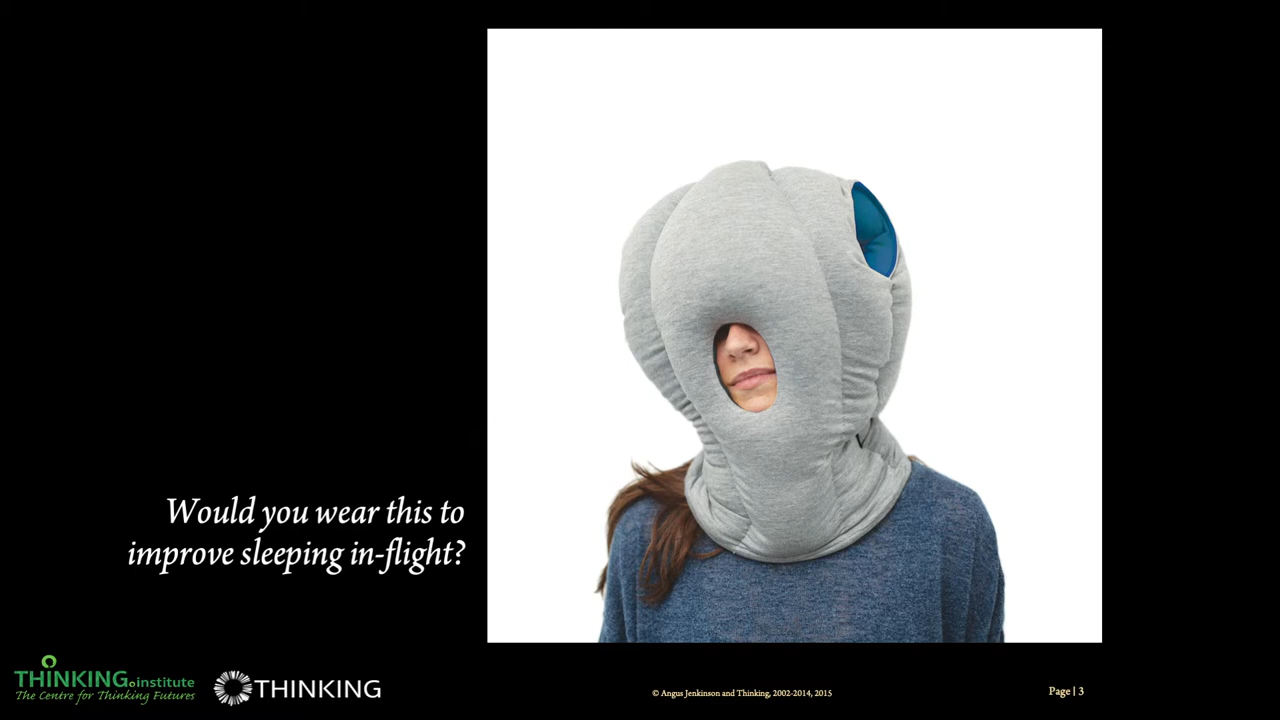 Would you wear this to
improve sleeping in-flight?
THINKING.institute
The Centre for Thinking Futures
THINKING
© Angus Jenkinson and Thinking, 2002-2014, 2015
Page | 3